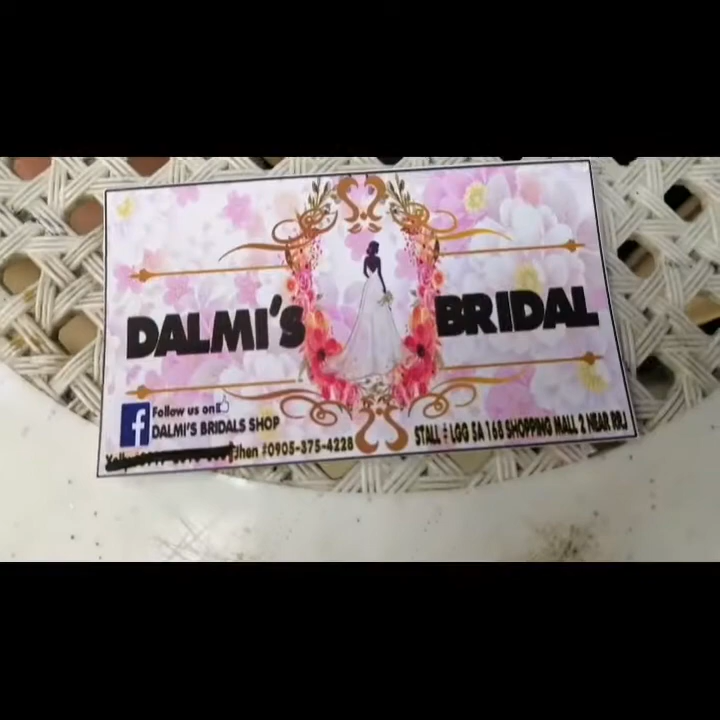 DALMI'S BRIDAL
Follow us on
DALMI'S BRIDALS SHOP
Jhen #0905-375-4228
STALL # LGG 5A 168 SHOPPING MALL 2 NEAR RRJ